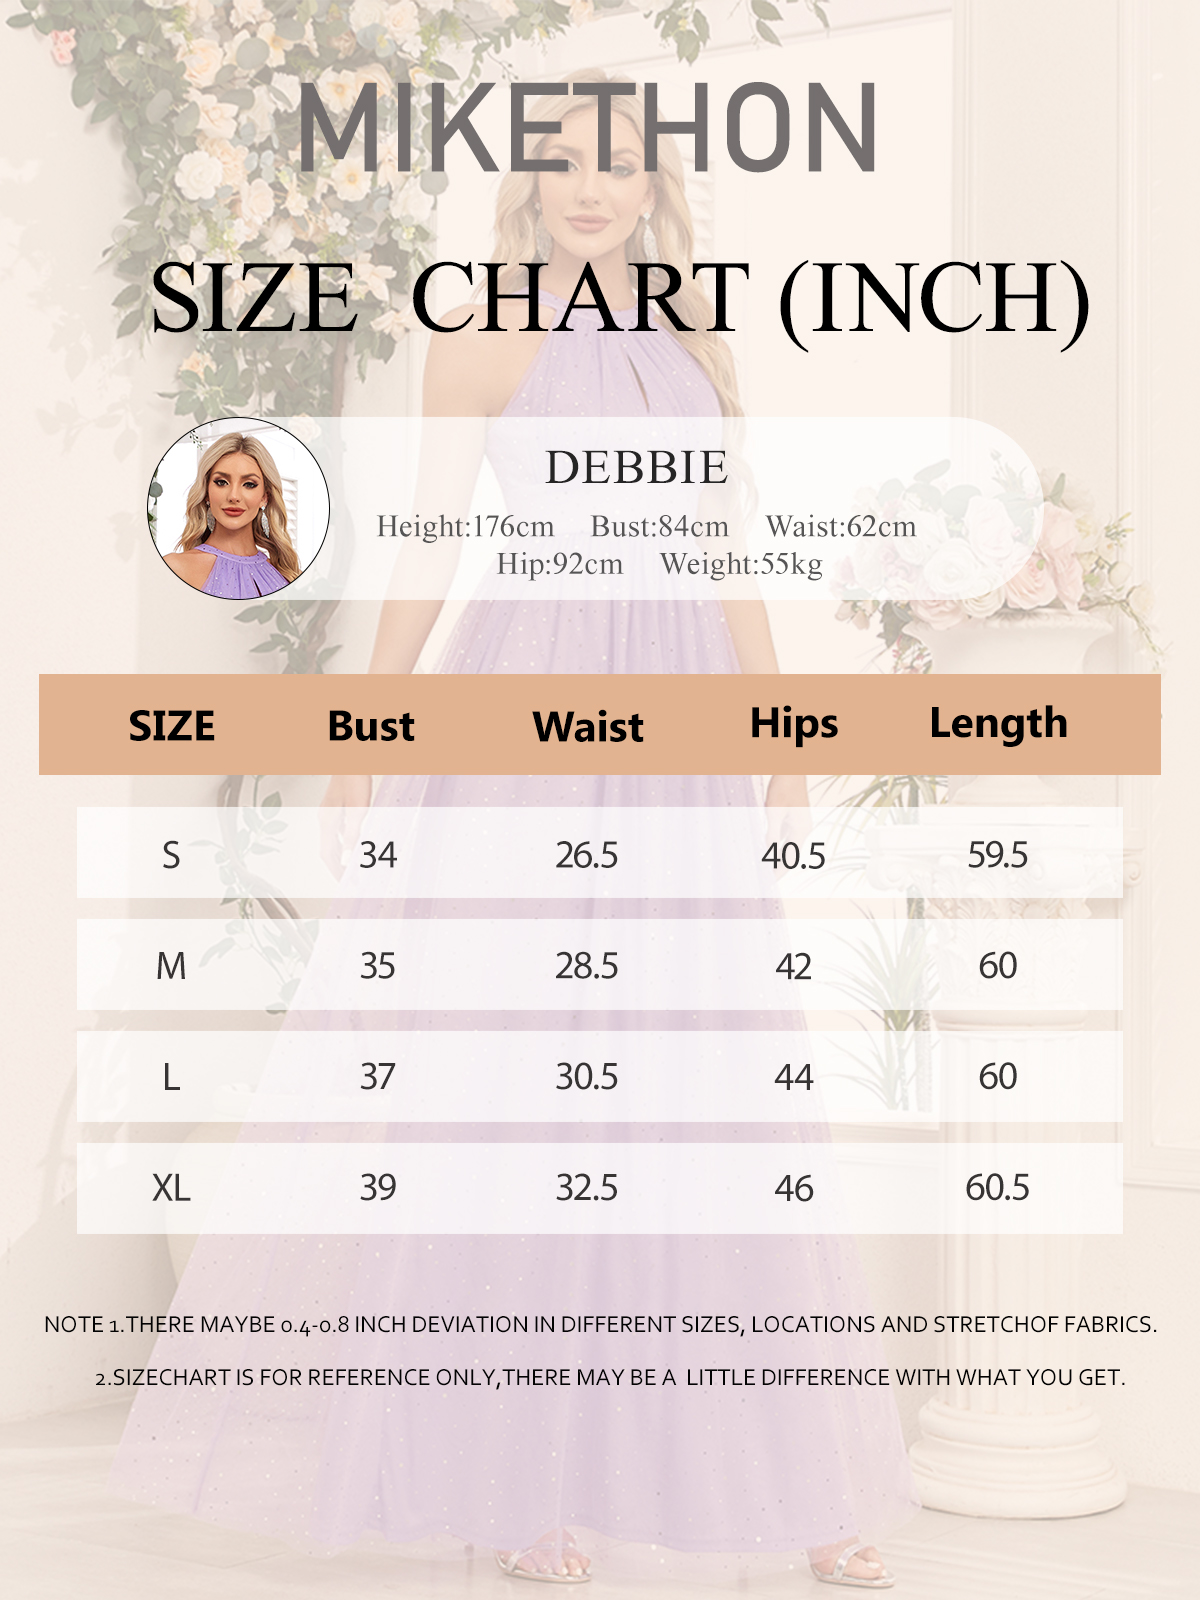 MIKETHON
SIZE CHART (INCH)
DEBBIE
Height:176cm Bust:84cm Waist:62cm
Hip:92cm Weight:55kg
SIZE Bust Waist Hips Length
S 34 26.5 40.5 59.5
M 35 28.5 42 60
L 37 30.5 44 60
XL 39 32.5 46 60.5
NOTE 1.THERE MAYBE 0.4-0.8 INCH DEVIATION IN DIFFERENT SIZES, LOCATIONS AND STRETCHOF FABRICS.
2.SIZECHART IS FOR REFERENCE ONLY,THERE MAY BE A LITTLE DIFFERENCE WITH WHAT YOU GET.